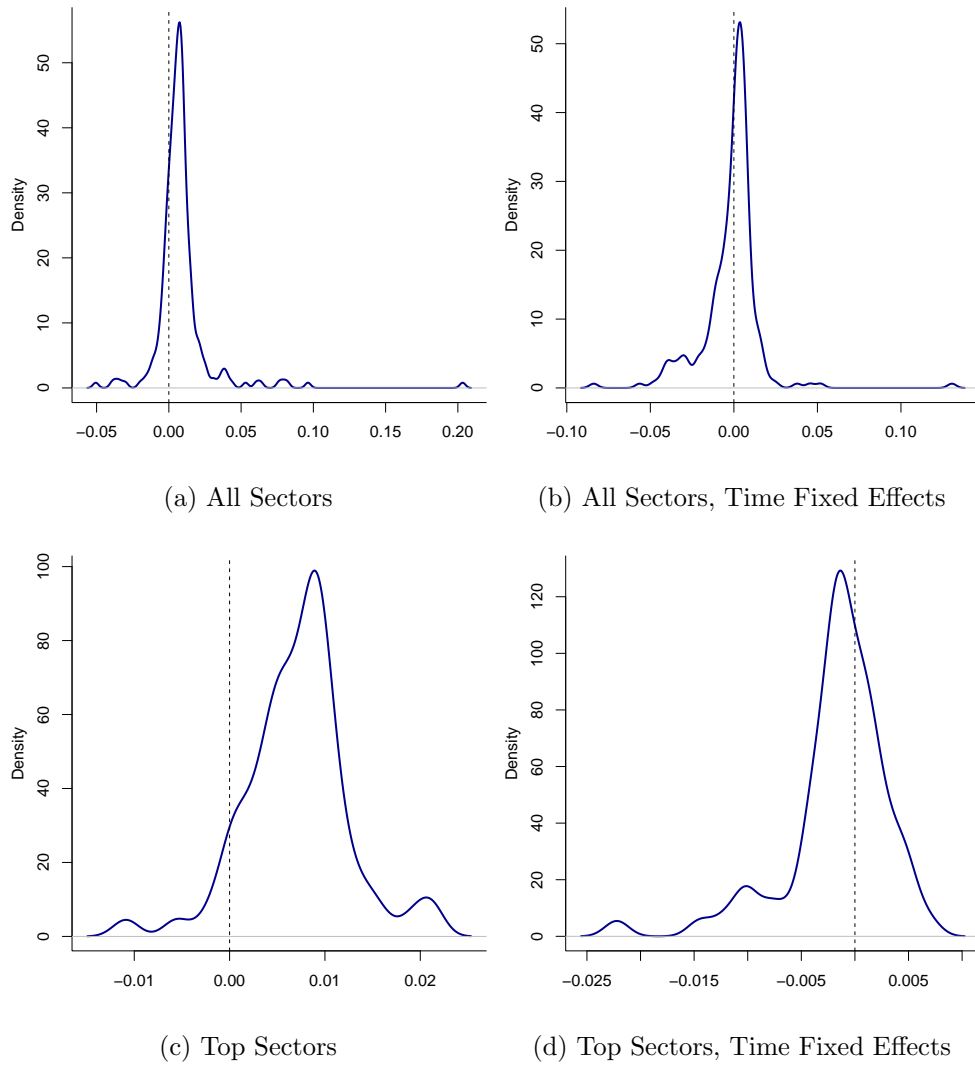 Density
50
40
30
20
10
0
−0.05 0.00 0.05 0.10 0.15 0.20
(a) All Sectors
Density
50
40
30
20
10
0
−0.10 −0.05 0.00 0.05 0.10
(b) All Sectors, Time Fixed Effects
Density
100
80
60
40
20
0
−0.01 0.00 0.01 0.02
(c) Top Sectors
Density
120
100
80
60
40
20
0
−0.025 −0.015 −0.005 0.005
(d) Top Sectors, Time Fixed Effects